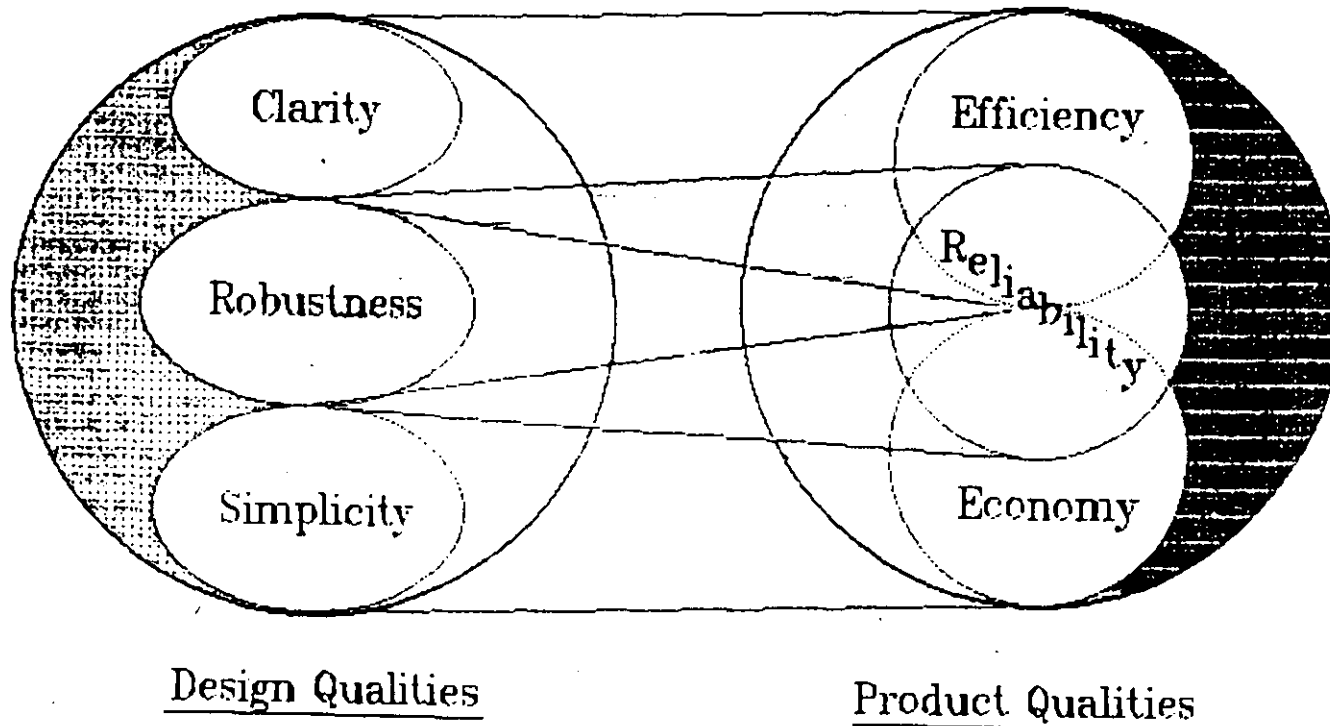 Clarity
Robustness
Simplicity
Design Qualities
Efficiency
Reliability
Economy
Product Qualities